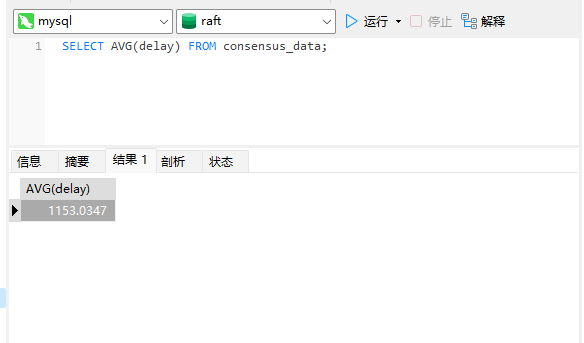 mysql raft 运行 停止 解释
1 SELECT AVG(delay) FROM consensus_data;
信息 摘要 结果 1 剖析 状态
AVG(delay)
1153.0347